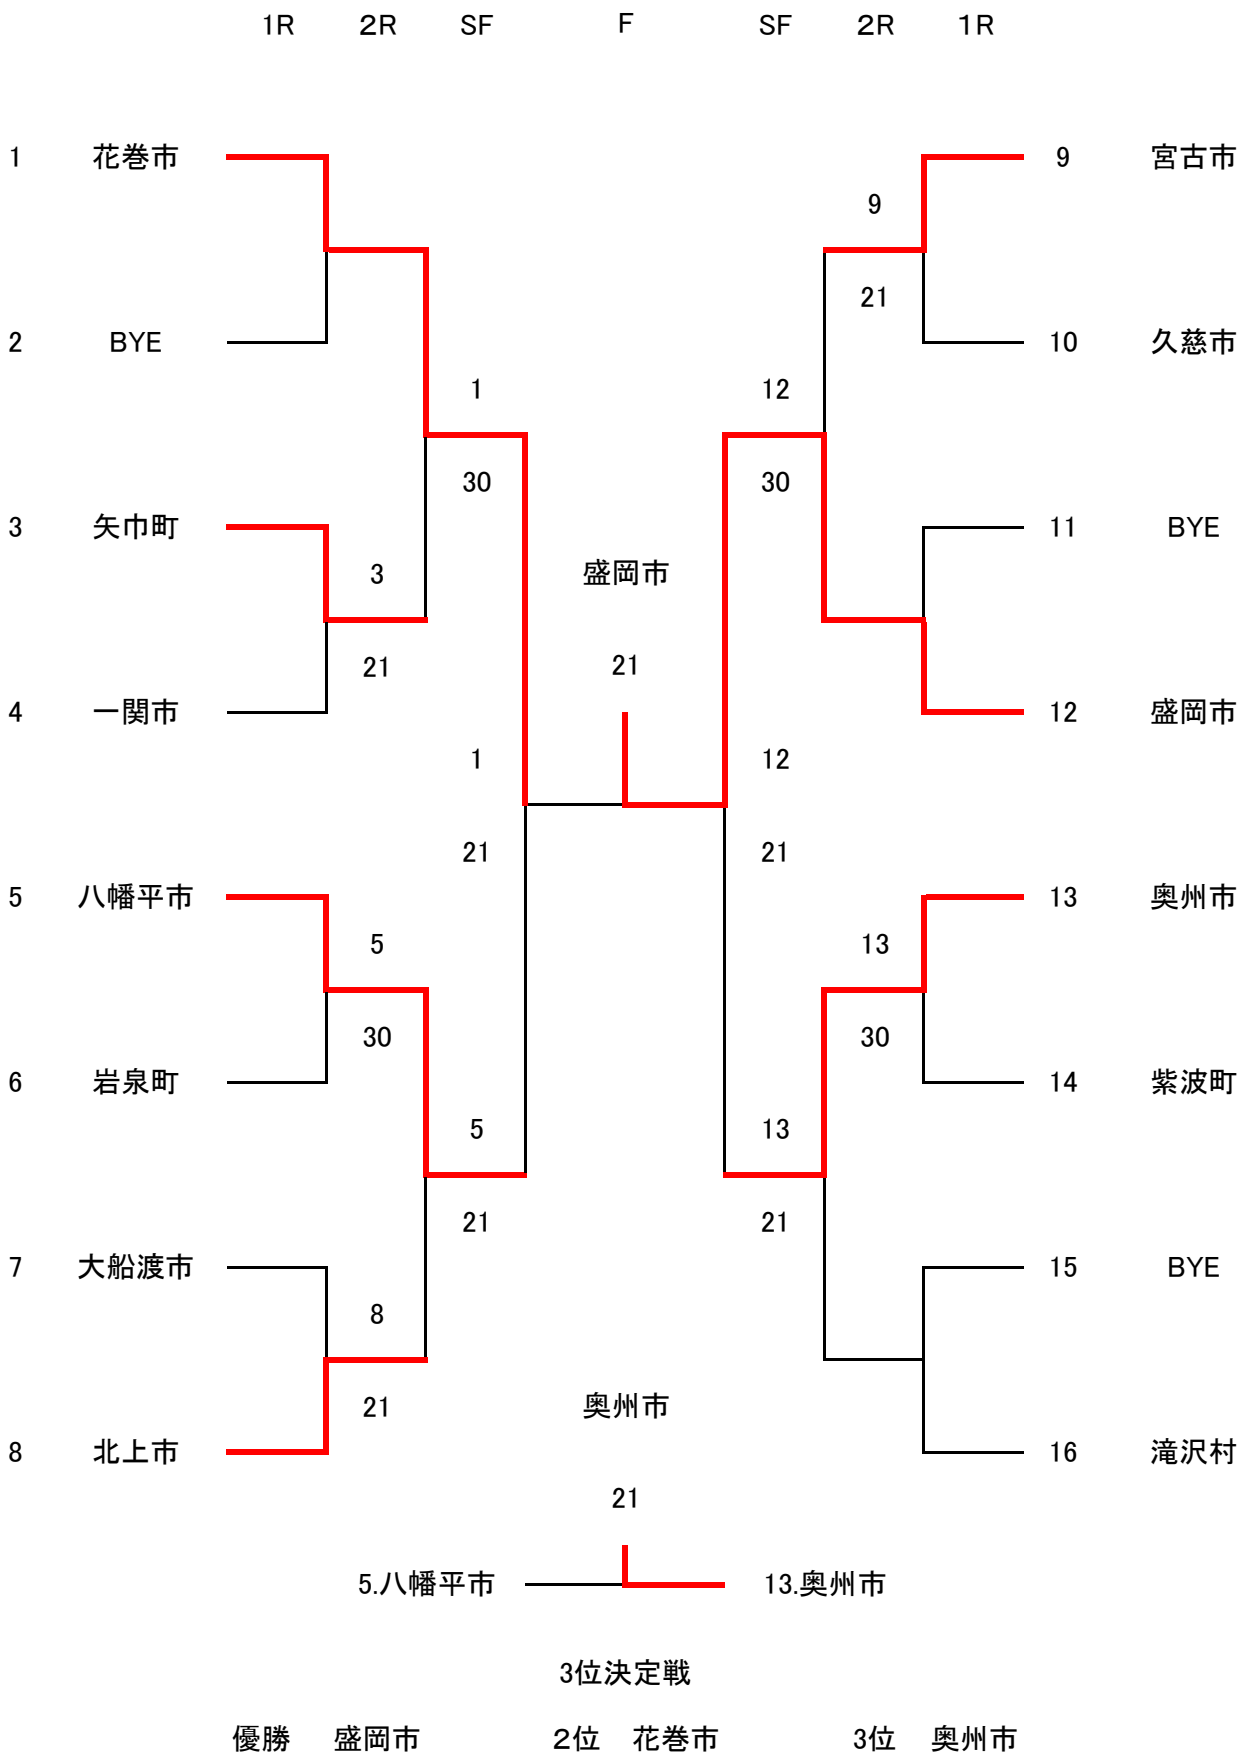 1R 2R SF F SF 2R 1R
1 花巻市 9 宮古市
9
21
2 BYE 10 久慈市
1 12
30 30
3 矢巾町 11 BYE
3 盛岡市
21 21
4 一関市 12 盛岡市
1 12
21 21
5 八幡平市 13 奥州市
5 13
30 30
6 岩泉町 14 紫波町
5 13
21 21
7 大船渡市 15 BYE
8
21 奥州市
8 北上市 16 滝沢村
21
5.八幡平市 13.奥州市
3位決定戦
優勝 盛岡市 2位 花巻市 3位 奥州市